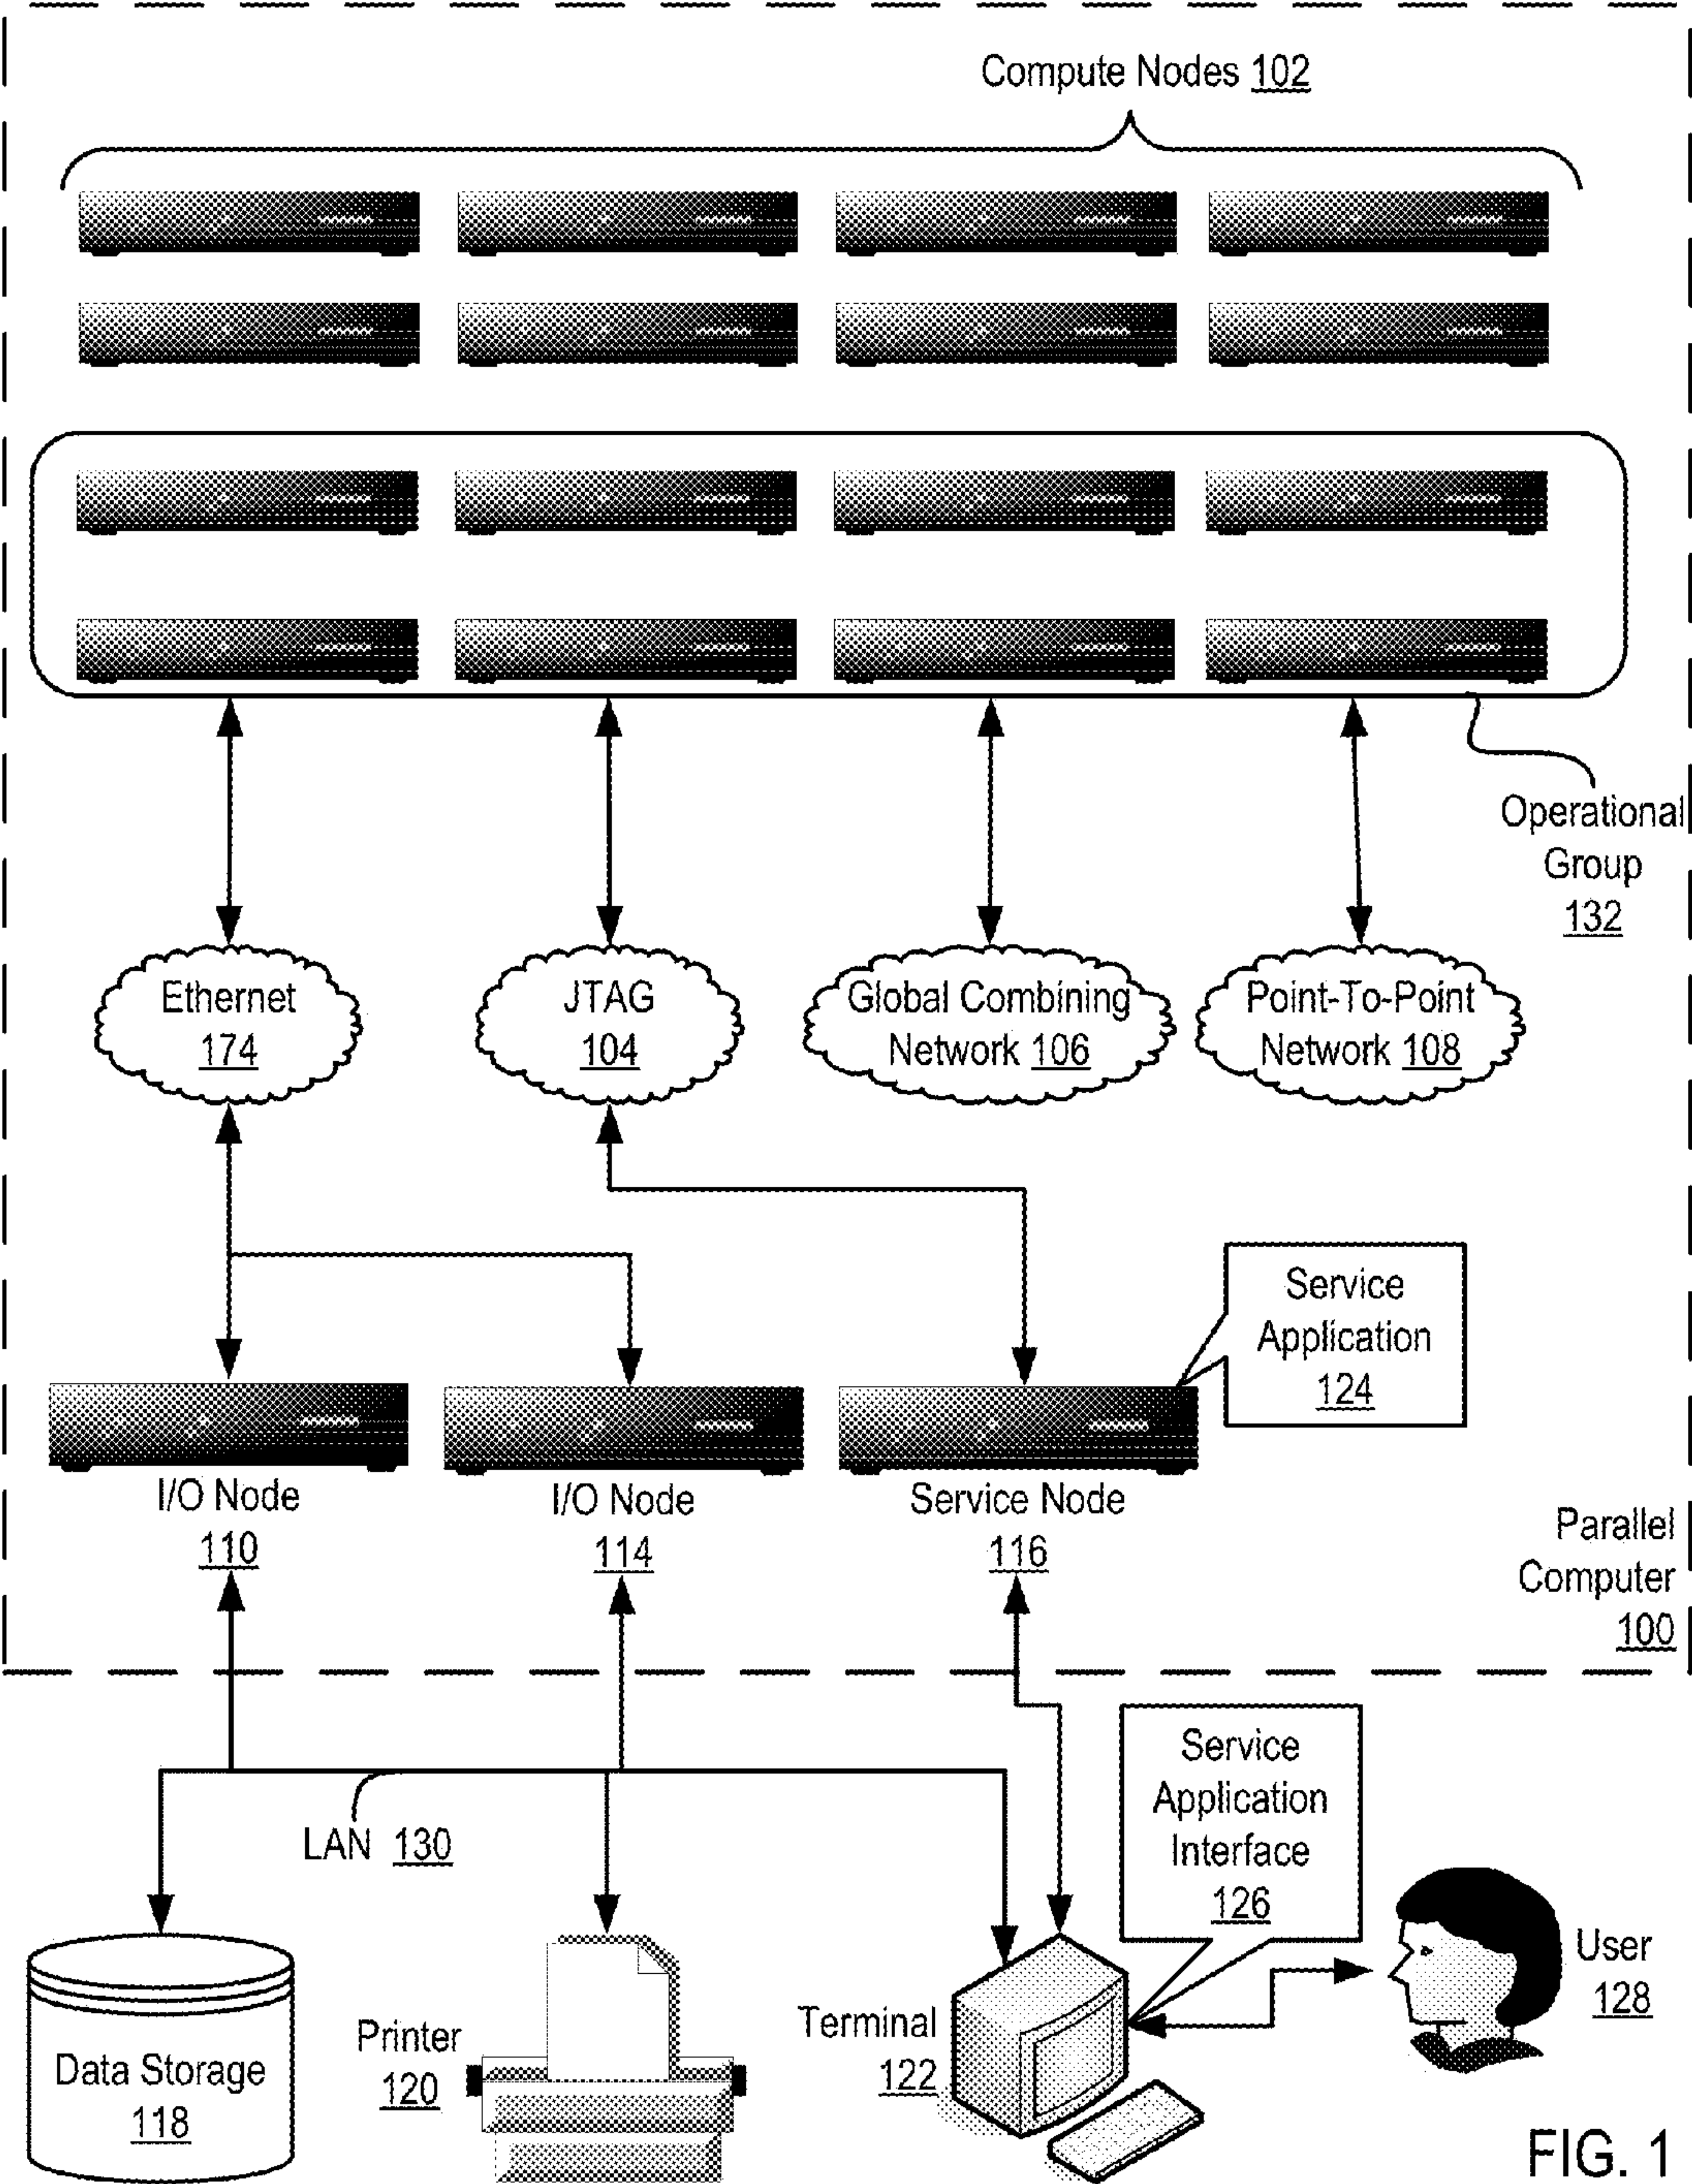 Compute Nodes 102
Operational
Group
132
Ethernet
174
JTAG
104
Global Combining
Network 106
Point-To-Point
Network 108
Service
Application
124
I/O Node
110
I/O Node
114
Service Node
116
Parallel
Computer
100
Service
Application
Interface
126
LAN 130
User
128
Data Storage
118
Printer
120
Terminal
122
FIG. 1